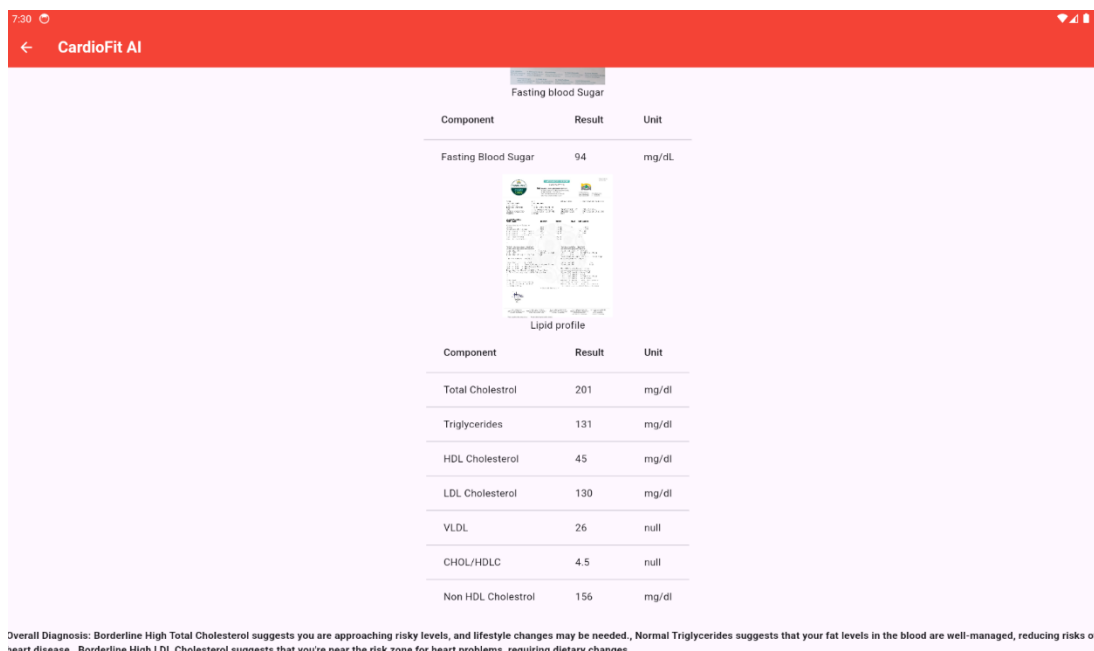 7:30
CardioFit AI
Fasting blood Sugar
Component Result Unit
Fasting Blood Sugar 94 mg/dL
Lipid profile
Component Result Unit
Total Cholestrol 201 mg/dl
Triglycerides 131 mg/dl
HDL Cholesterol 45 mg/dl
LDL Cholesterol 130 mg/dl
VLDL 26 null
CHOL/HDLC 4.5 null
Non HDL Cholestrol 156 mg/dl
Overall Diagnosis: Borderline High Total Cholesterol suggests you are approaching risky levels, and lifestyle changes may be needed., Normal Triglycerides suggests that your fat levels in the blood are well-managed, reducing risks o
heart disease., Borderline High LDL Cholesterol suggests that you're near the risk zone for heart problems, requiring dietary changes.